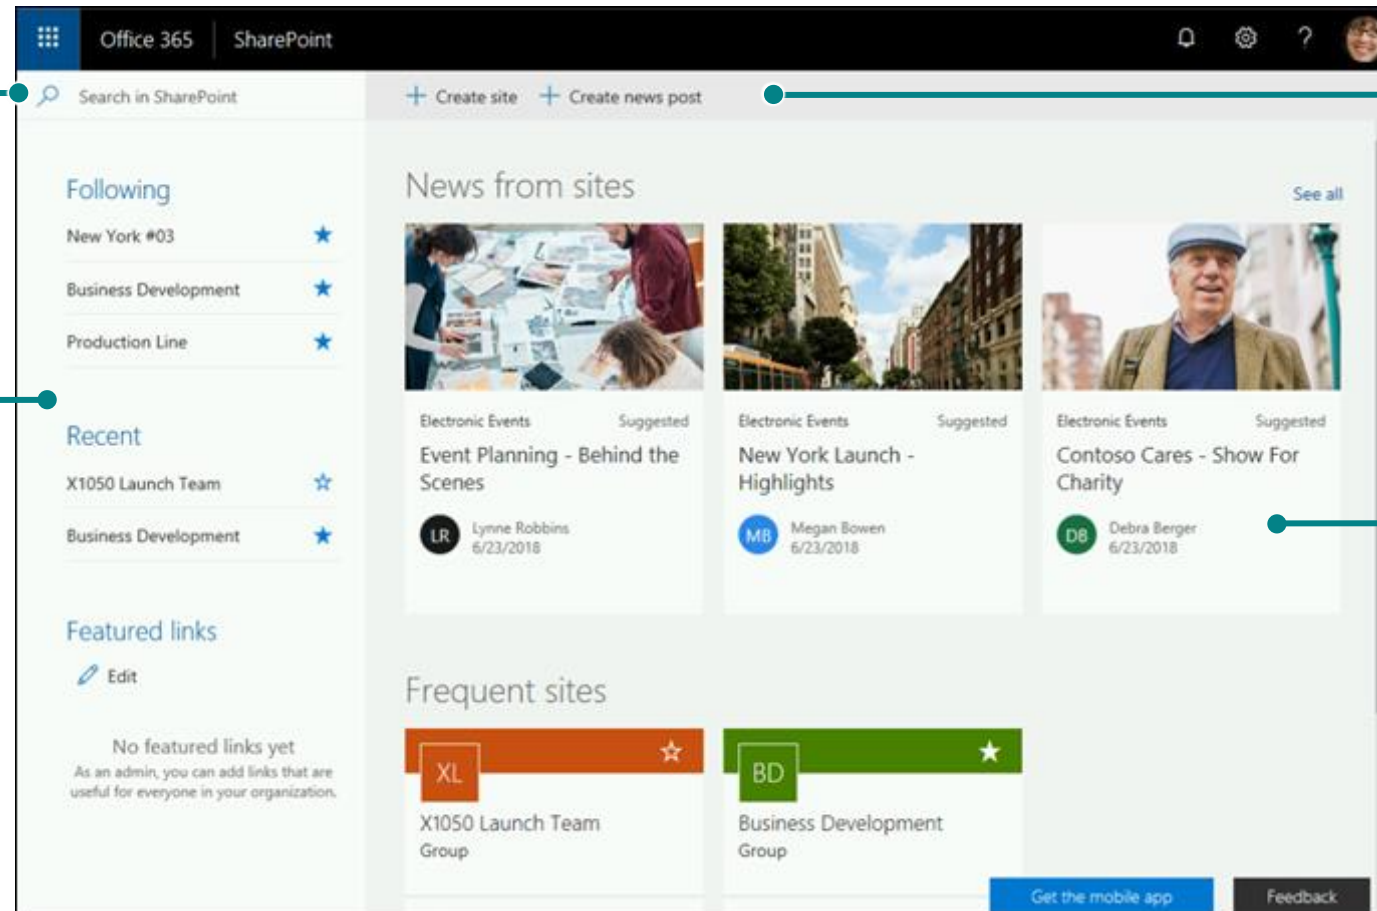 Office 365 SharePoint ?
Search in SharePoint
Create site Create news post
Following
New York #03
Business Development
Production Line
Recent
X1050 Launch Team
Business Development
Featured links
Edit
No featured links yet
As an admin, you can add links that are
useful for everyone in your organization.
News from sites
See all
Electronic Events Suggested
Event Planning - Behind the
Scenes
LR Lynne Robbins
6/23/2018
Electronic Events Suggested
New York Launch -
Highlights
MB Megan Bowen
6/23/2018
Electronic Events Suggested
Contoso Cares - Show For
Charity
DB Debra Berger
6/23/2018
Frequent sites
XL
X1050 Launch Team
Group
BD
Business Development
Group
Get the mobile app
Feedback